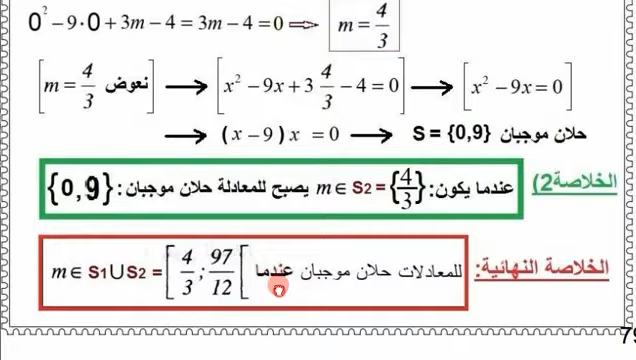 0² − 9·0 + 3m − 4 = 3m − 4 = 0 ⇒ m = 4/3
[m = 4/3 نعوض] → [x² − 9x + 3 4/3 − 4 = 0] → [x² − 9x = 0]
→ (x − 9) x = 0 → S = {0,9} حلان موجبان
الخلاصة2) عندما يكون: m ∈ S2 = {4/3} يصبح للمعادلة حلان موجبان: {0,9}
الخلاصة النهائية: للمعادلات حلان موجبان عندما m ∈ S1∪S2 = [4/3 ; 97/12[